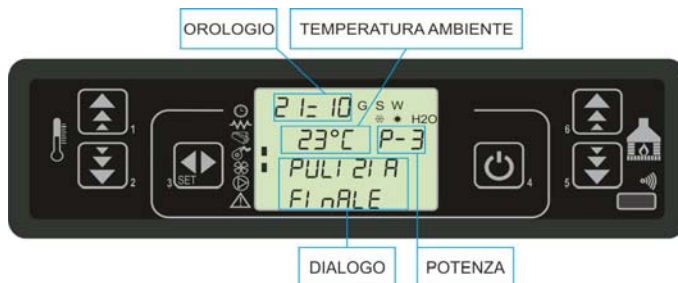 OROLOGIO
TEMPERATURA AMBIENTE
21:10 G S W
H2O
23°C P-3
PULIZIA
FInALE
1
2
3
SET
4
6
5
DIALOGO
POTENZA